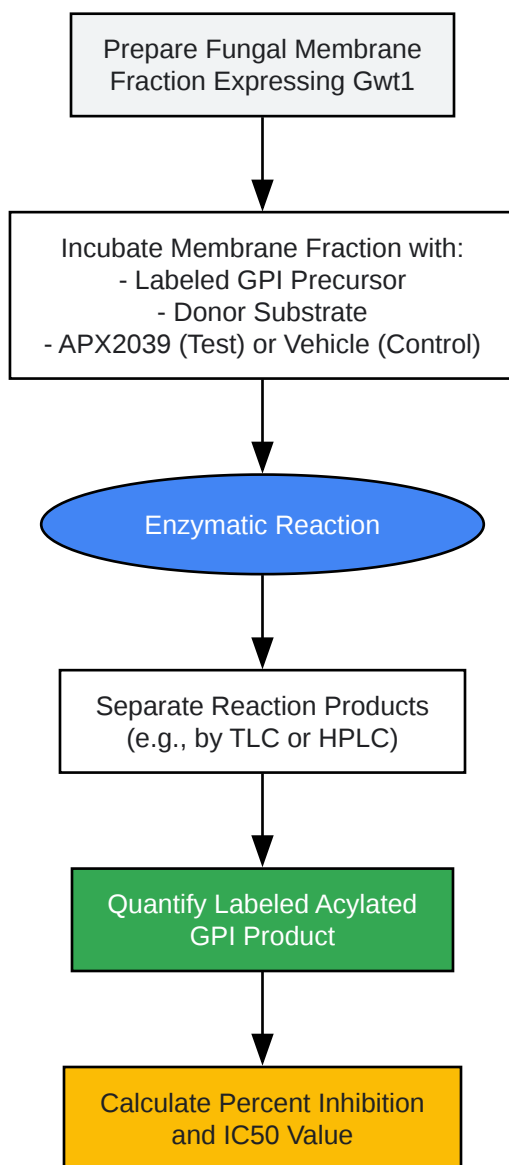 Prepare Fungal Membrane
Fraction Expressing Gwt1
Incubate Membrane Fraction with:
- Labeled GPI Precursor
- Donor Substrate
- APX2039 (Test) or Vehicle (Control)
Enzymatic Reaction
Separate Reaction Products
(e.g., by TLC or HPLC)
Quantify Labeled Acylated
GPI Product
Calculate Percent Inhibition
and IC50 Value